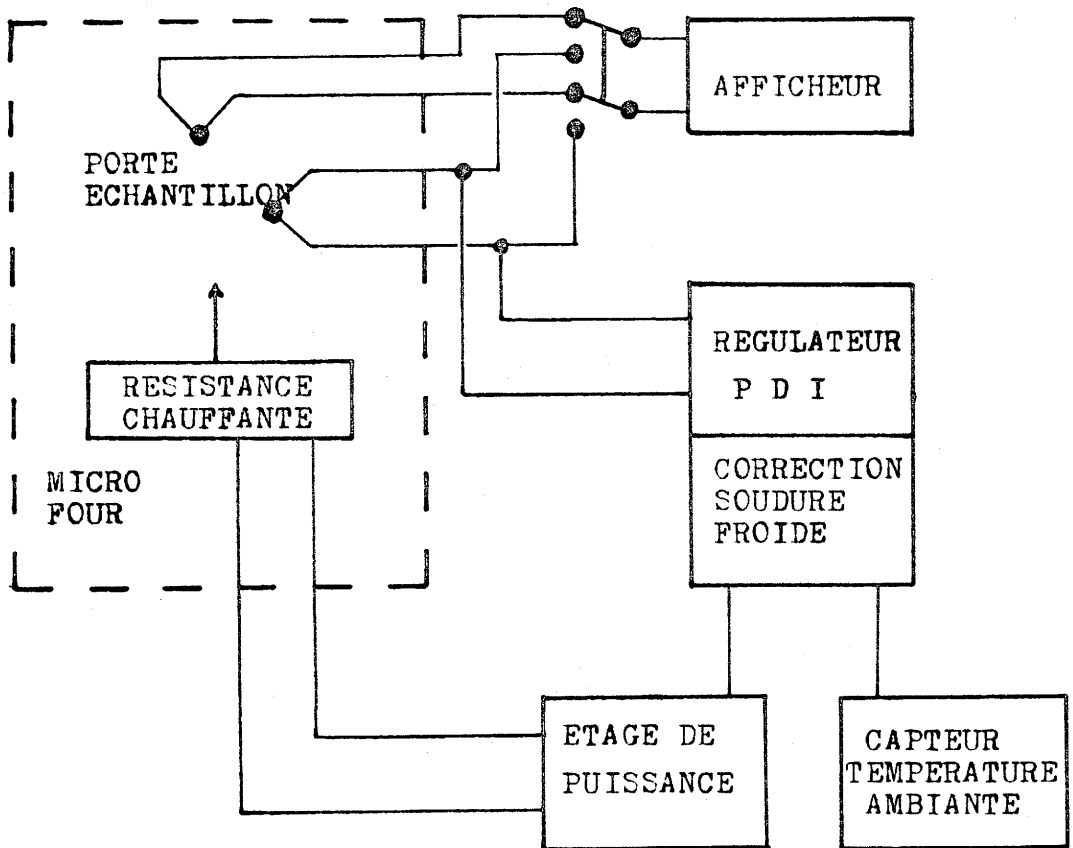 AFFICHEUR
PORTE
ECHANTILLON
REGULATEUR
P D I
RESISTANCE
CHAUFFANTE
CORRECTION
SOUDURE
FROIDE
MICRO
FOUR
ETAGE DE
PUISSANCE
CAPTEUR
TEMPERATURE
AMBIANTE